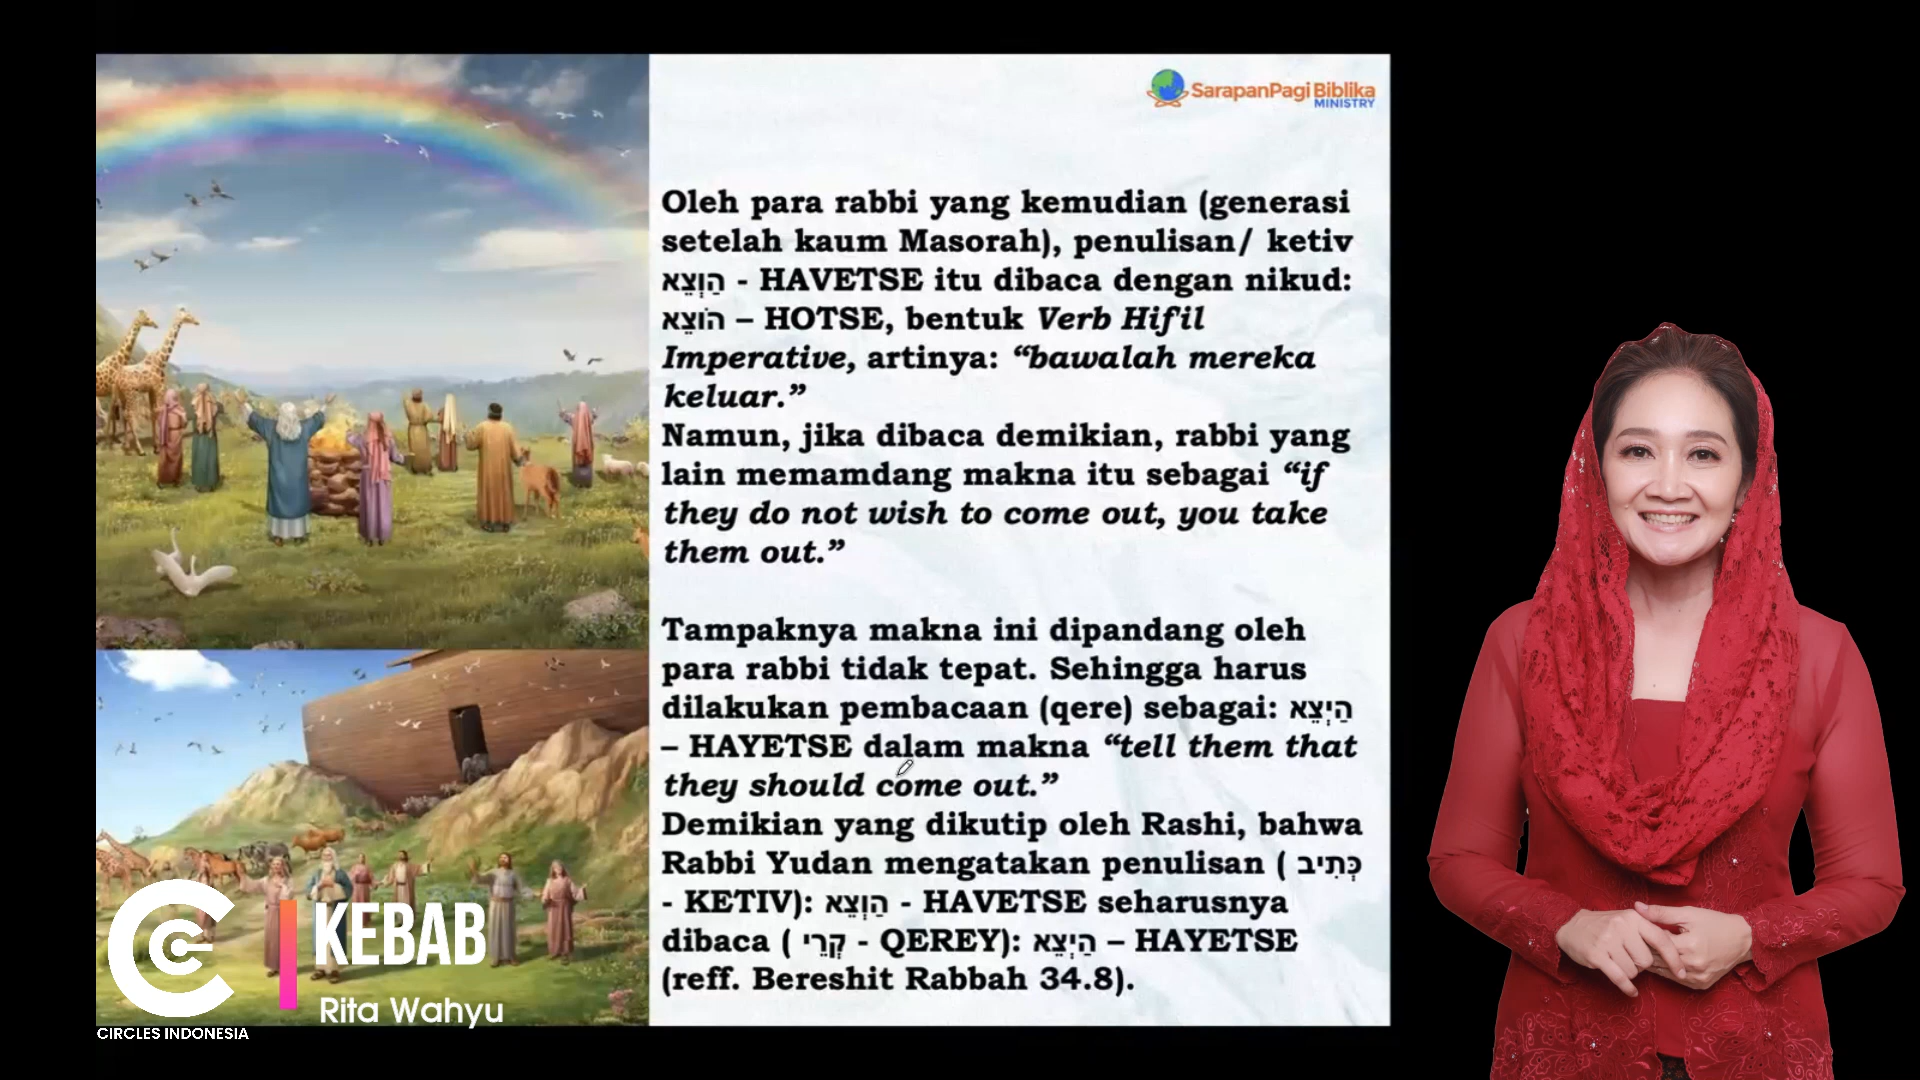 SarapanPagi Biblika
MINISTRY
Oleh para rabbi yang kemudian (generasi
setelah kaum Masorah), penulisan/ ketiv
הַוְצֵא - HAVETSE itu dibaca dengan nikud:
הוֹצֵא – HOTSE, bentuk Verb Hif'il
Imperative, artinya: “bawalah mereka
keluar.”
Namun, jika dibaca demikian, rabbi yang
lain memamdang makna itu sebagai “if
they do not wish to come out, you take
them out.”
Tampaknya makna ini dipandang oleh
para rabbi tidak tepat. Sehingga harus
dilakukan pembacaan (qere) sebagai: הַיְצֵא
– HAYETSE dalam makna “tell them that
they should come out.”
Demikian yang dikutip oleh Rashi, bahwa
Rabbi Yudan mengatakan penulisan ( כְּתִיב
- KETIV): הַוְצֵא - HAVETSE seharusnya
dibaca ( קְרֵי - QEREY): הַיְצֵא – HAYETSE
(reff. Bereshit Rabbah 34.8).
KEBAB
Rita Wahyu
CIRCLES INDONESIA